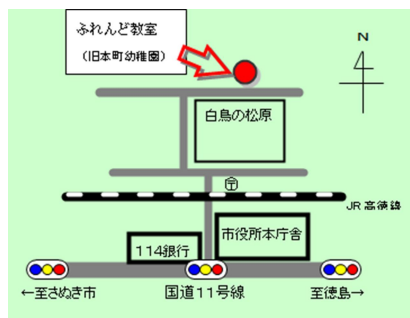 ふれんど教室
（旧本町幼稚園）
N
白鳥の松原
〒
JR高徳線
市役所本庁舎
114銀行
←至さぬき市
国道11号線
至徳島→